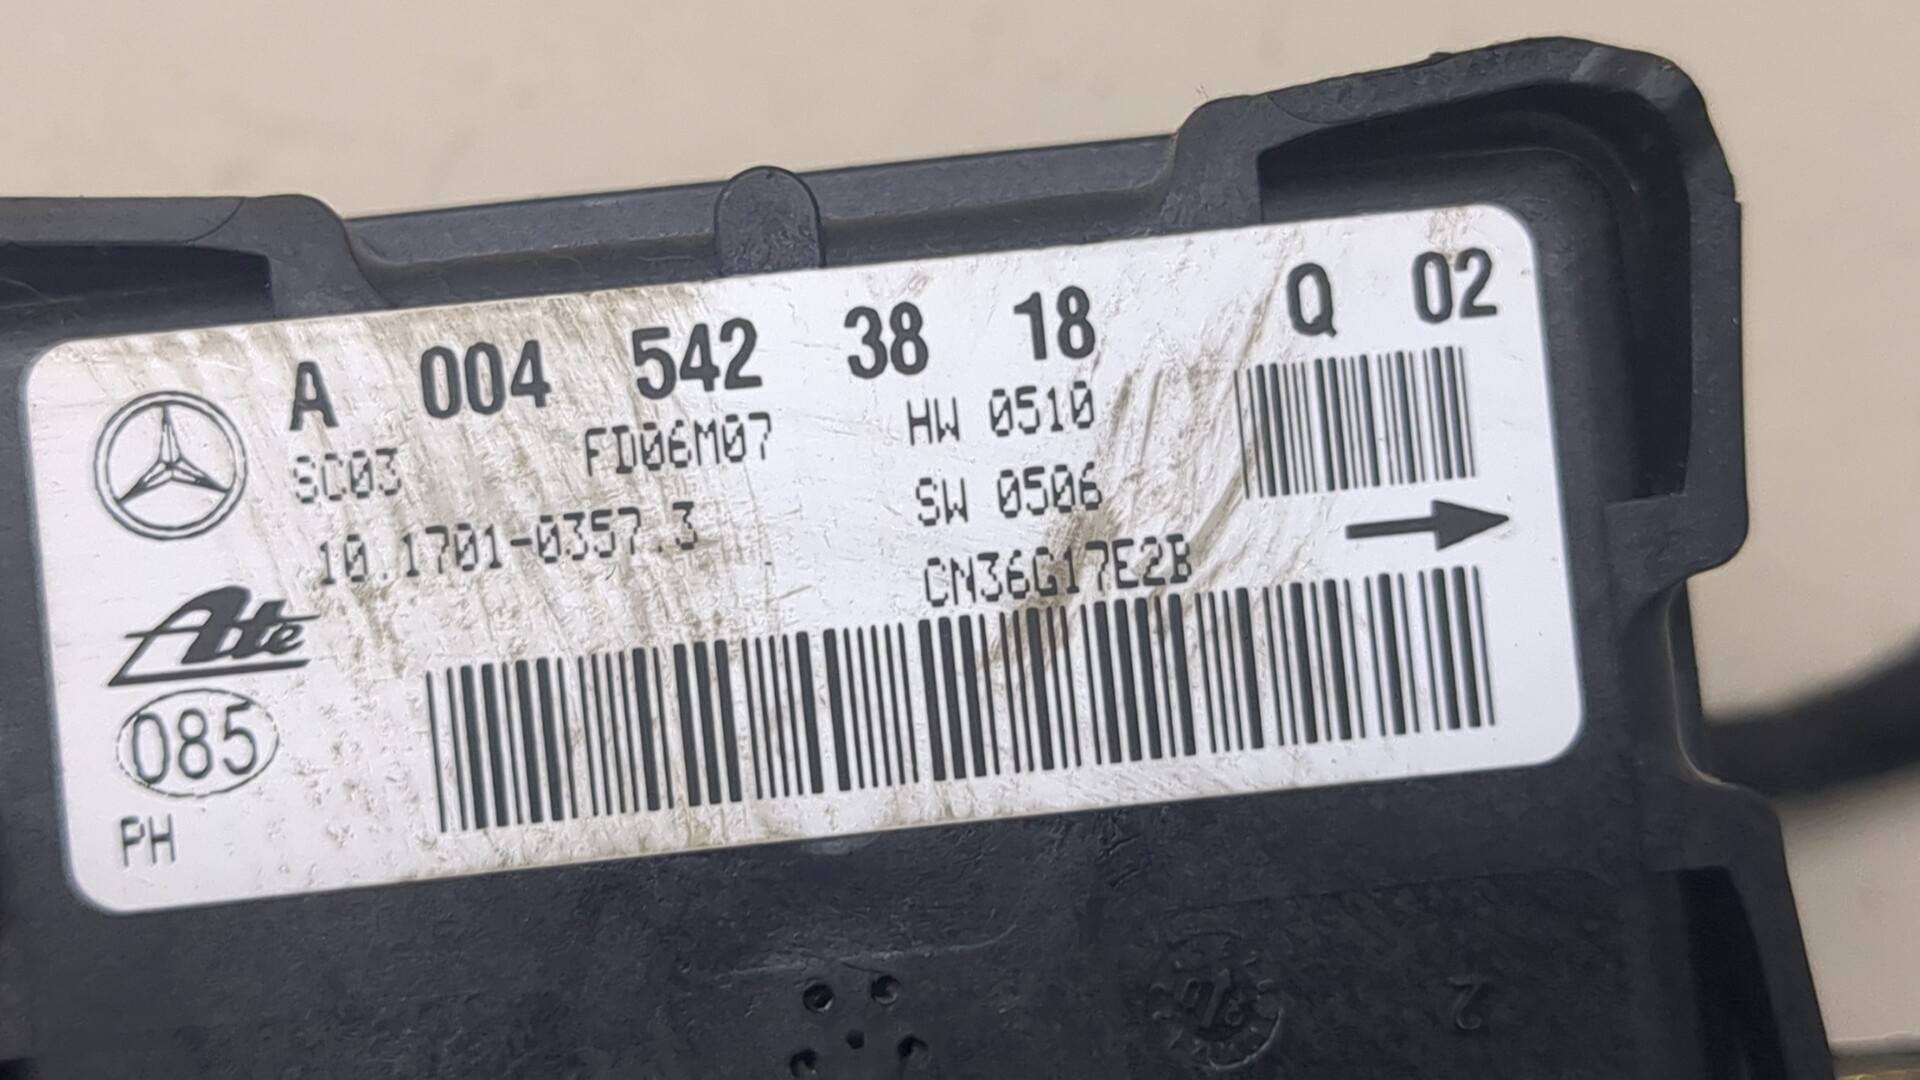 A 004 542 38 18 Q 02
SC03 FD06M07 HW 0510
10.1701-0357.3 SW 0506
CN36G17E2B
Ate
085
PH
2